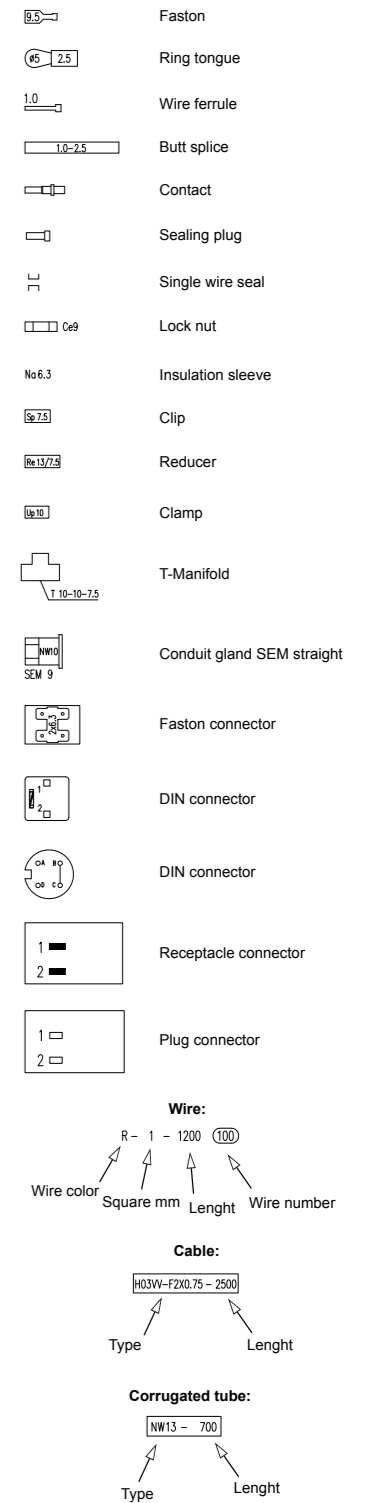 9.5 Faston
ø5 2.5 Ring tongue
1.0 Wire ferrule
1.0-2.5 Butt splice
Contact
Sealing plug
Single wire seal
Ce9 Lock nut
Na6.3 Insulation sleeve
Sp 7.5 Clip
Re 13/7.5 Reducer
Up 10 Clamp
T-Manifold
T 10-10-7.5
NW10 Conduit gland SEM straight
SEM 9
2x6.3 Faston connector
1
DIN connector
2
A B
DIN connector
D C
1
Receptacle connector
2
1
Plug connector
2
Wire:
R - 1 - 1200 100
Wire color Square mm Lenght Wire number
Cable:
H03VV-F2X0.75 - 2500
Type Lenght
Corrugated tube:
NW13 - 700
Type Lenght